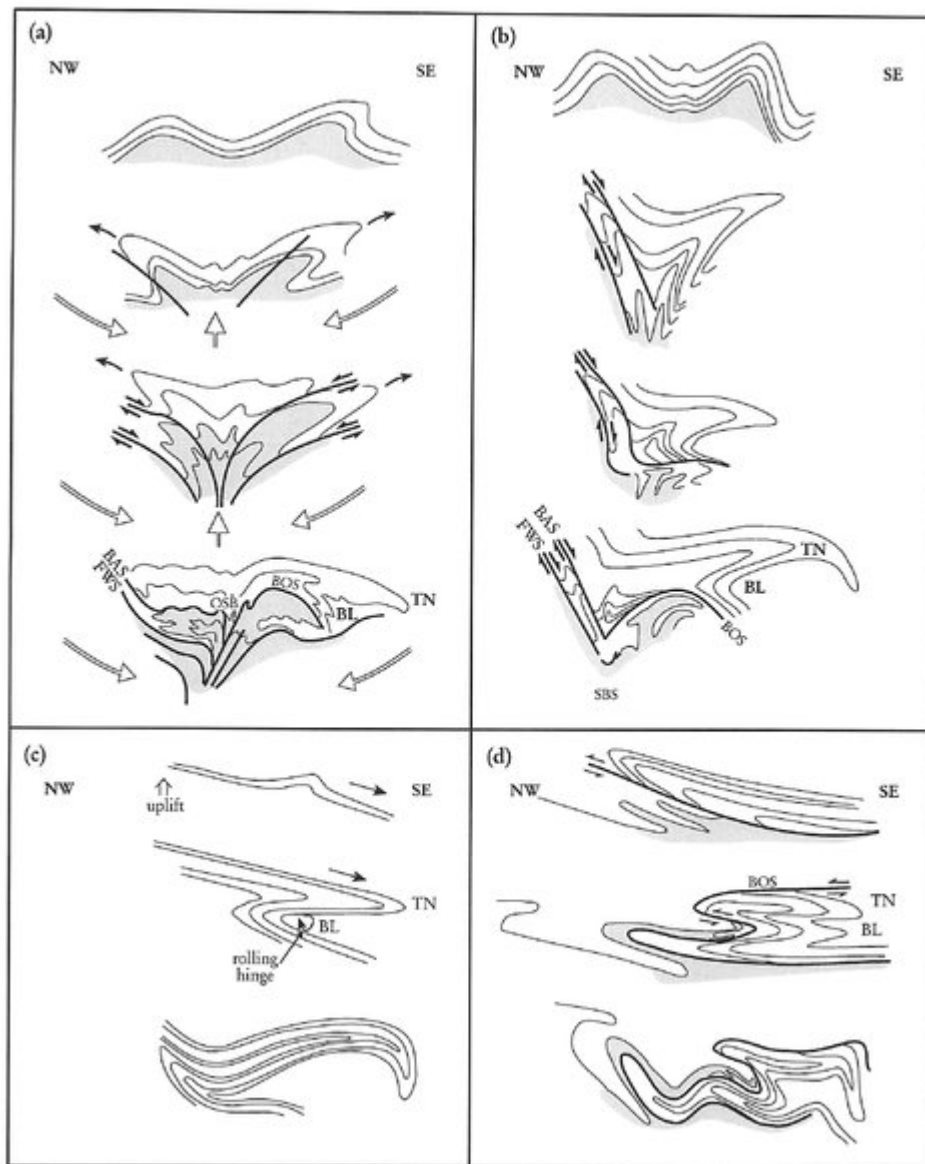 (a)
NW
SE
BAS
FWS
OSB
BOS
BL
TN
(b)
NW
SE
BAS
FWS
TN
BL
BOS
SBS
(c)
NW
SE
uplift
TN
BL
rolling
hinge
(d)
NW
SE
BOS
TN
BL